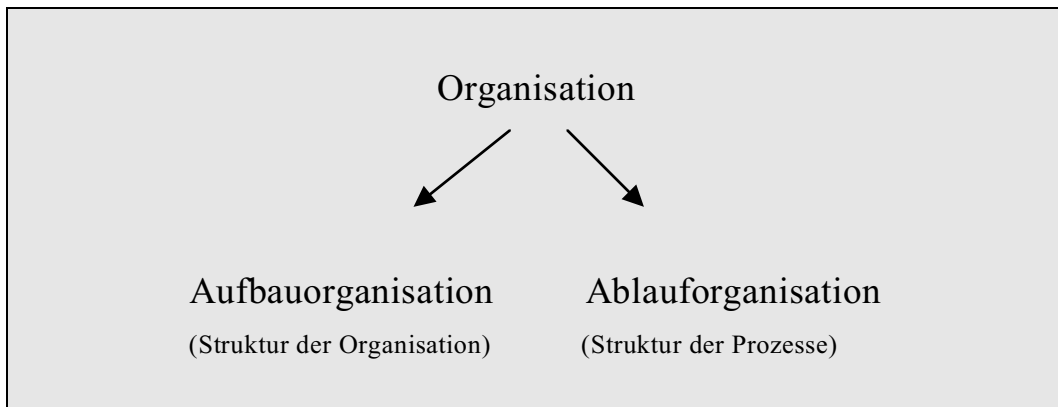 Organisation
Aufbauorganisation Ablauforganisation
(Struktur der Organisation) (Struktur der Prozesse)